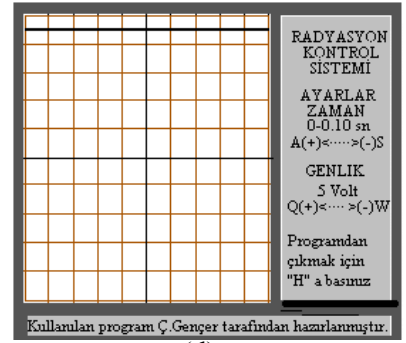 RADYASYON
KONTROL
SİSTEMİ
AYARLAR
ZAMAN
0-0.10 sn
A(+)<·····>(-)S
GENLIK
5 Volt
Q(+)<···· >(-)W
Programdan
çıkmak için
"H" a basınız
Kullanılan program Ç.Gençer tarafından hazırlanmıştır.